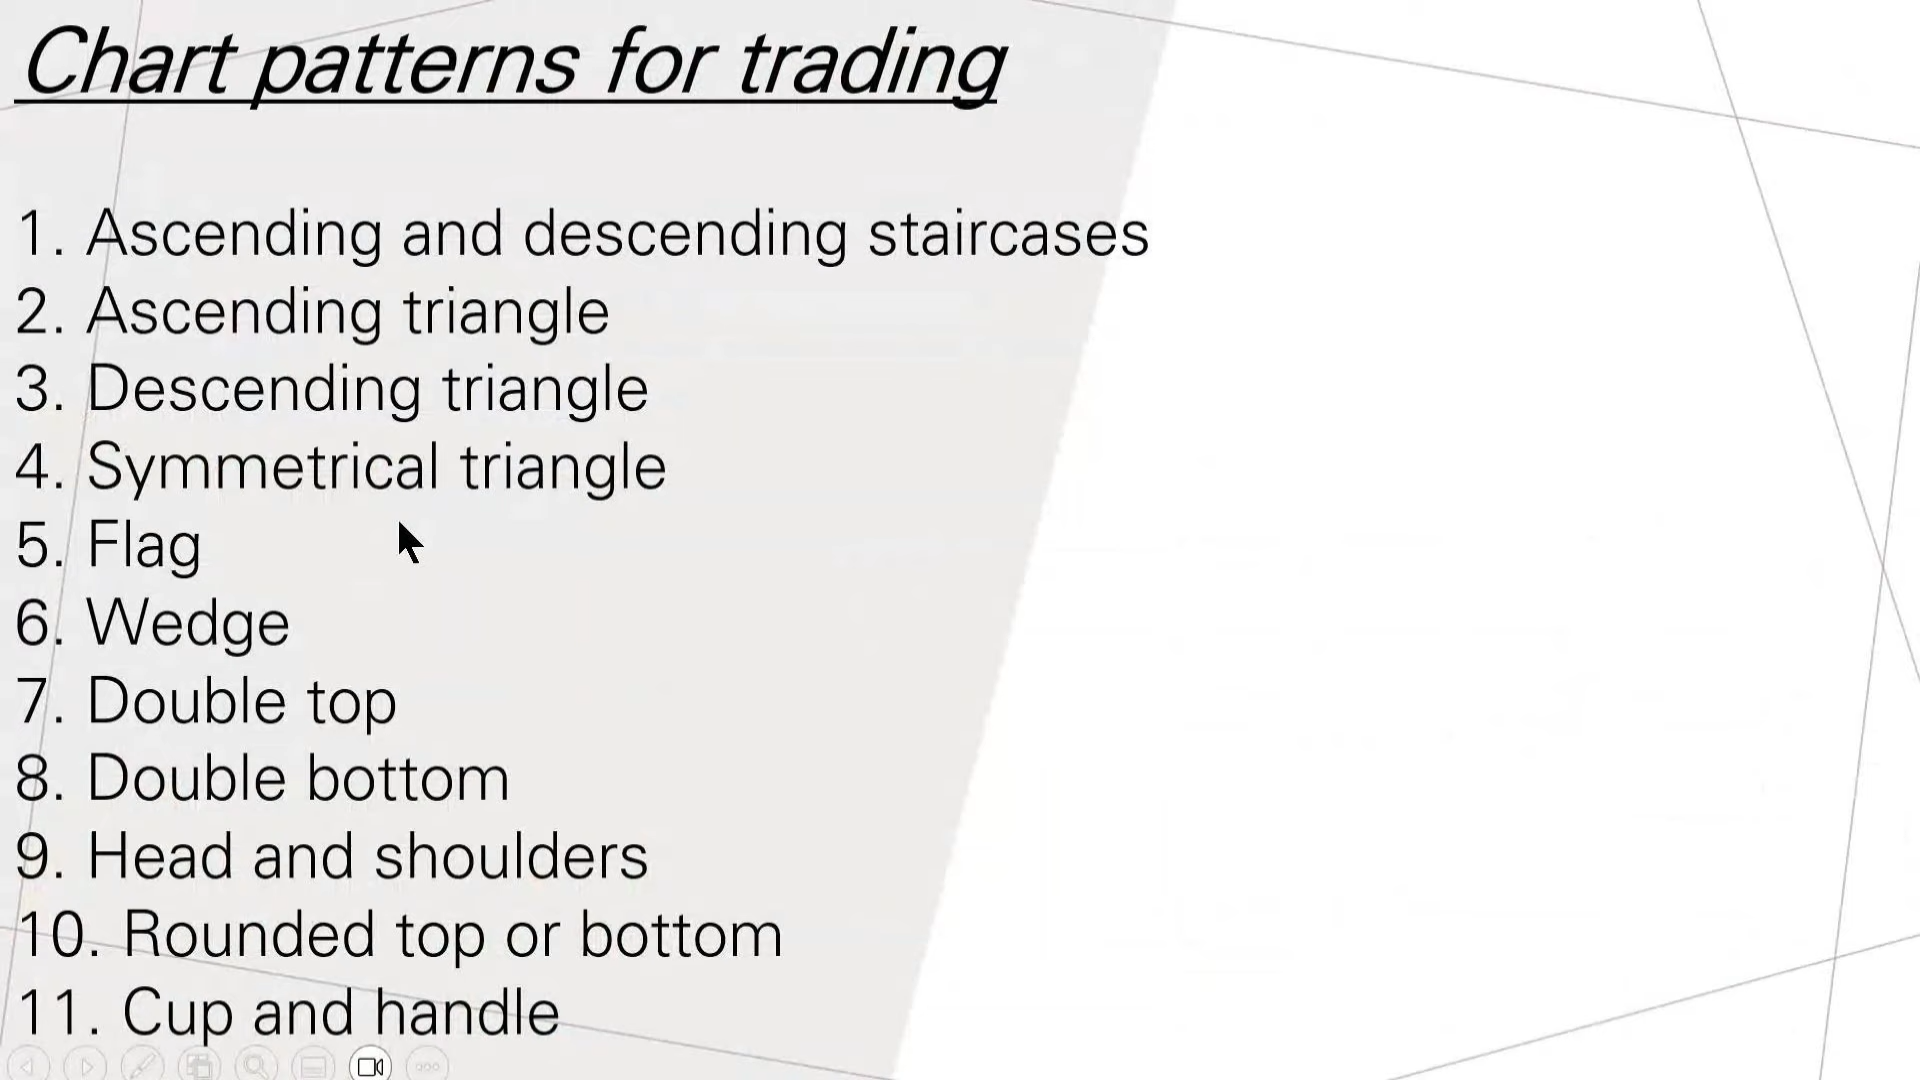 Chart patterns for trading
1. Ascending and descending staircases
2. Ascending triangle
3. Descending triangle
4. Symmetrical triangle
5. Flag
6. Wedge
7. Double top
8. Double bottom
9. Head and shoulders
10. Rounded top or bottom
11. Cup and handle